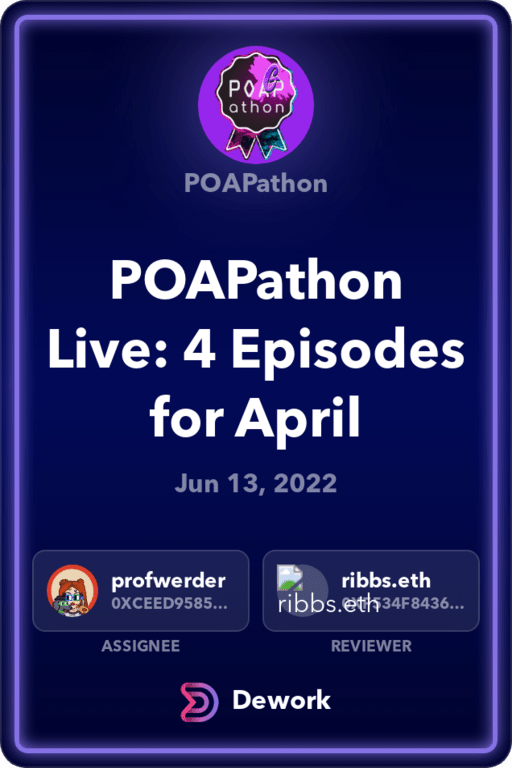 POAP
athon
POAPathon
POAPathon
Live: 4 Episodes
for April
Jun 13, 2022
profwerder
0XCEED9585...
ribbs.eth
ribbs.eth
ASSIGNEE
REVIEWER
Dework